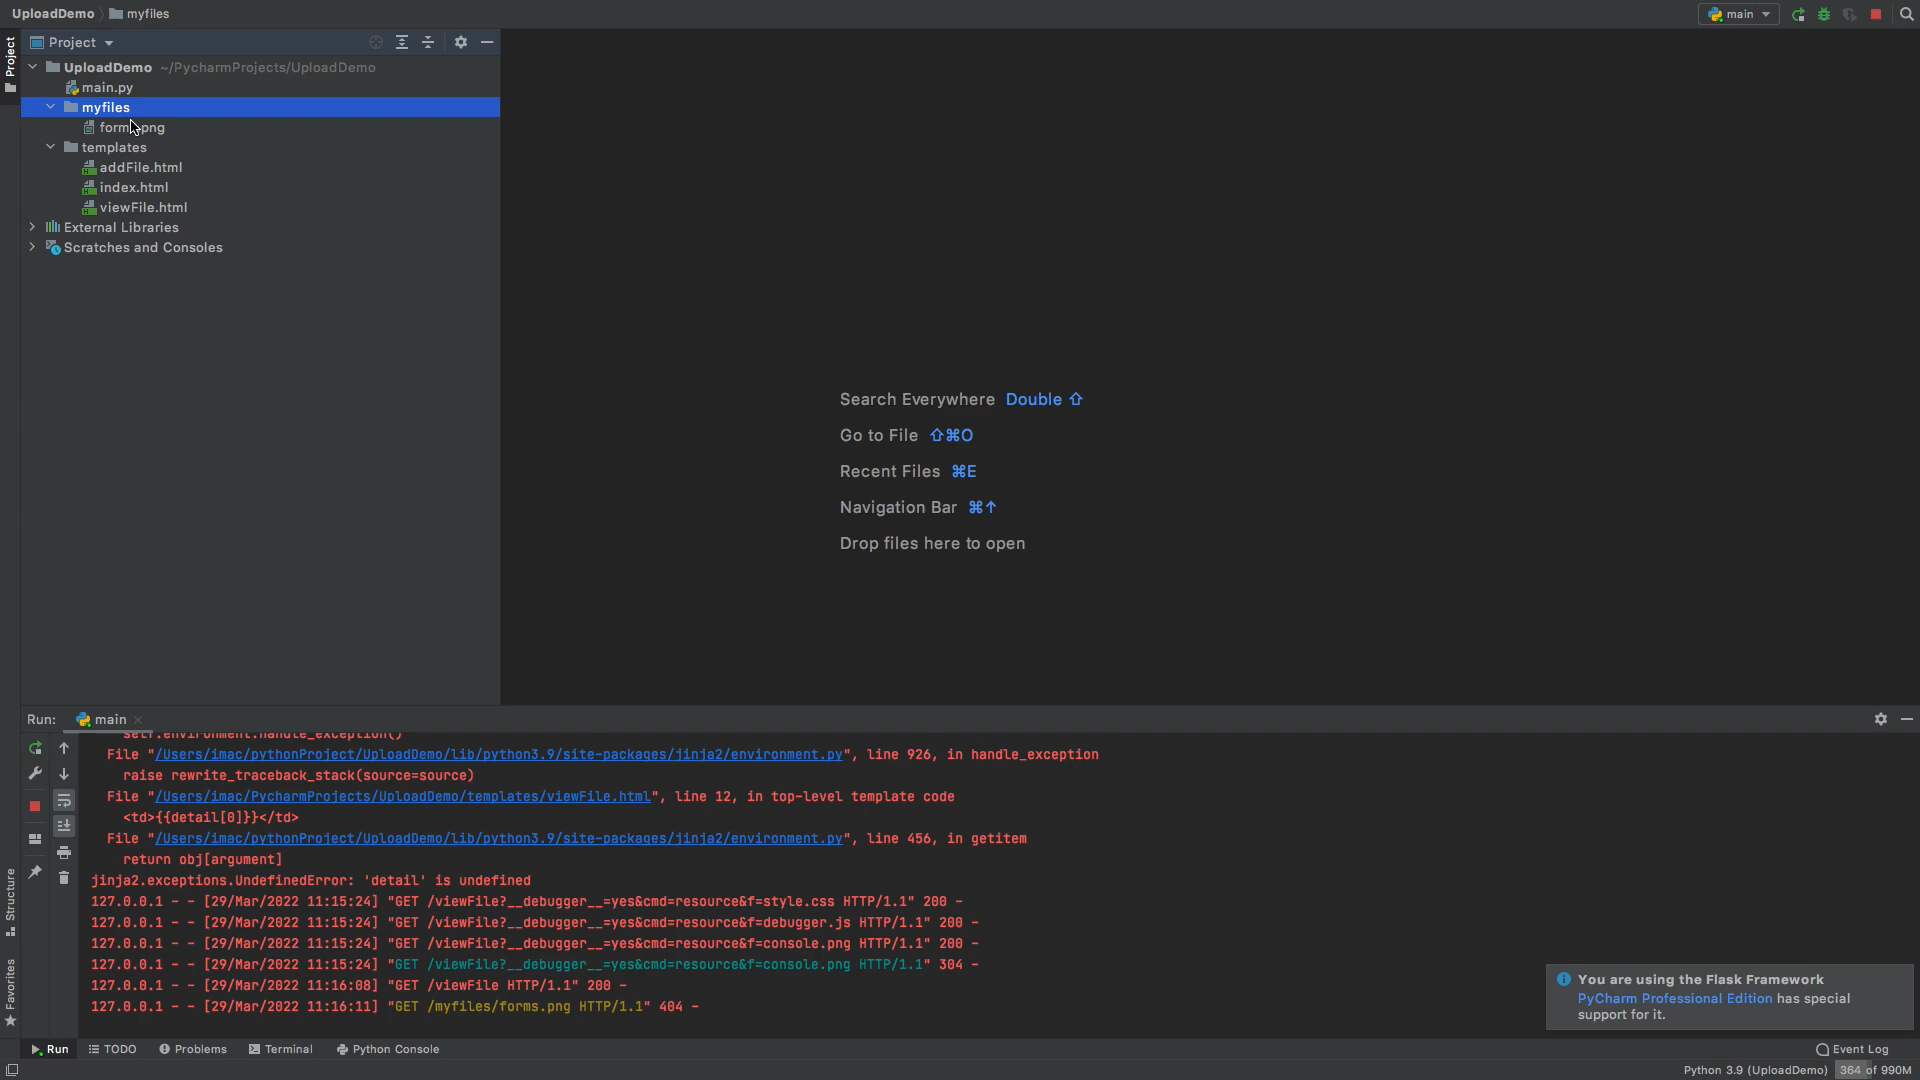 UploadDemo myfiles
main
Project
Project
UploadDemo ~/PycharmProjects/UploadDemo
main.py
myfiles
templates
addFile.html
index.html
viewFile.html
External Libraries
Scratches and Consoles
Search Everywhere Double ⇧
Go to File ⇧⌘O
Recent Files ⌘E
Navigation Bar ⌘↑
Drop files here to open
Run: main
self.environment.handle_exception()
File "/Users/imac/pythonProject/UploadDemo/lib/python3.9/site-packages/jinja2/environment.py", line 926, in handle_exception
raise rewrite_traceback_stack(source=source)
File "/Users/imac/PycharmProjects/UploadDemo/templates/viewFile.html", line 12, in top-level template code
<td>{{detail[0]}}</td>
File "/Users/imac/pythonProject/UploadDemo/lib/python3.9/site-packages/jinja2/environment.py", line 456, in getitem
return obj[argument]
jinja2.exceptions.UndefinedError: 'detail' is undefined
127.0.0.1 - - [29/Mar/2022 11:15:24] "GET /viewFile?__debugger__=yes&cmd=resource&f=style.css HTTP/1.1" 200 -
127.0.0.1 - - [29/Mar/2022 11:15:24] "GET /viewFile?__debugger__=yes&cmd=resource&f=debugger.js HTTP/1.1" 200 -
127.0.0.1 - - [29/Mar/2022 11:15:24] "GET /viewFile?__debugger__=yes&cmd=resource&f=console.png HTTP/1.1" 200 -
127.0.0.1 - - [29/Mar/2022 11:15:24] "GET /viewFile?__debugger__=yes&cmd=resource&f=console.png HTTP/1.1" 304 -
127.0.0.1 - - [29/Mar/2022 11:16:08] "GET /viewFile HTTP/1.1" 200 -
127.0.0.1 - - [29/Mar/2022 11:16:11] "GET /myfiles/forms.png HTTP/1.1" 404 -
You are using the Flask Framework
PyCharm Professional Edition has special
support for it.
Structure
Favorites
Run TODO Problems Terminal Python Console
Event Log
Python 3.9 (UploadDemo) 364 of 990M